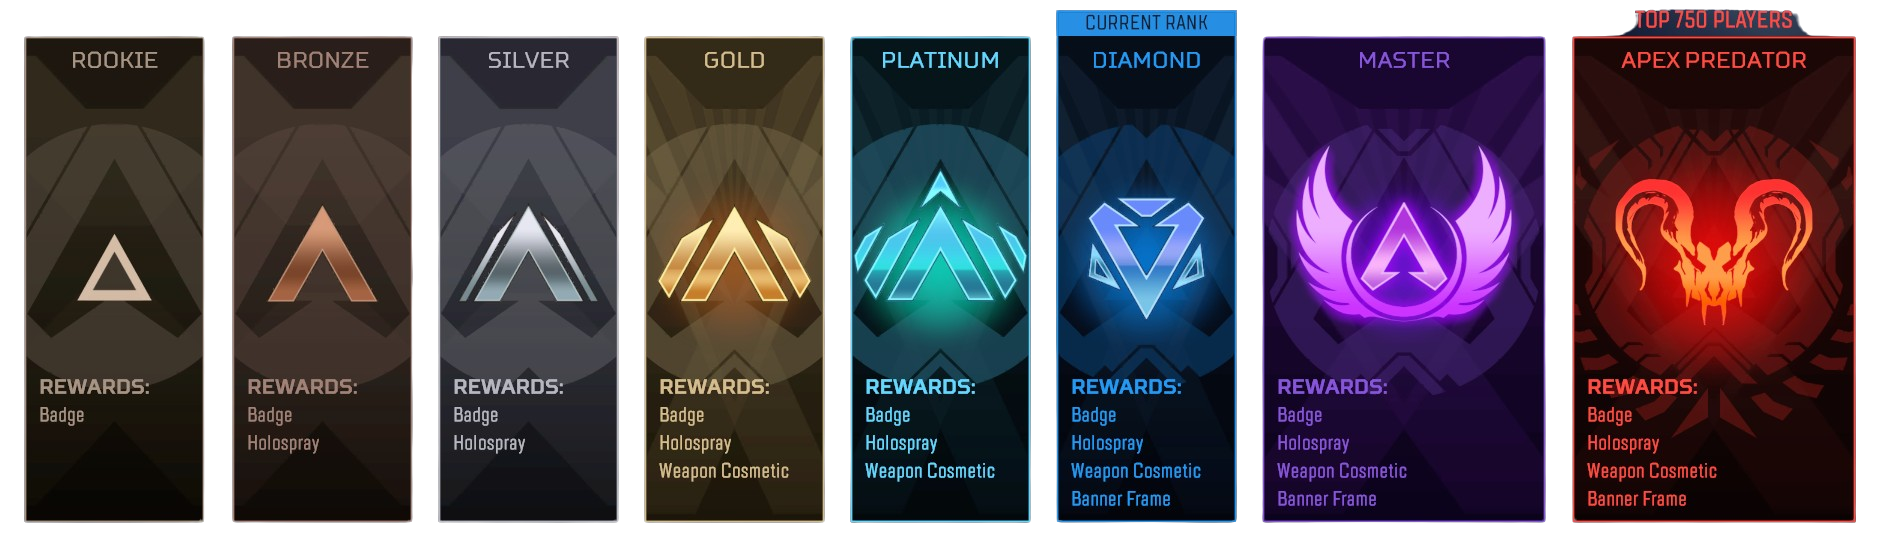 ROOKIE
REWARDS:
Badge
BRONZE
REWARDS:
Badge
Holospray
SILVER
REWARDS:
Badge
Holospray
GOLD
REWARDS:
Badge
Holospray
Weapon Cosmetic
PLATINUM
REWARDS:
Badge
Holospray
Weapon Cosmetic
CURRENT RANK
DIAMOND
REWARDS:
Badge
Holospray
Weapon Cosmetic
Banner Frame
MASTER
REWARDS:
Badge
Holospray
Weapon Cosmetic
Banner Frame
TOP 750 PLAYERS
APEX PREDATOR
REWARDS:
Badge
Holospray
Weapon Cosmetic
Banner Frame